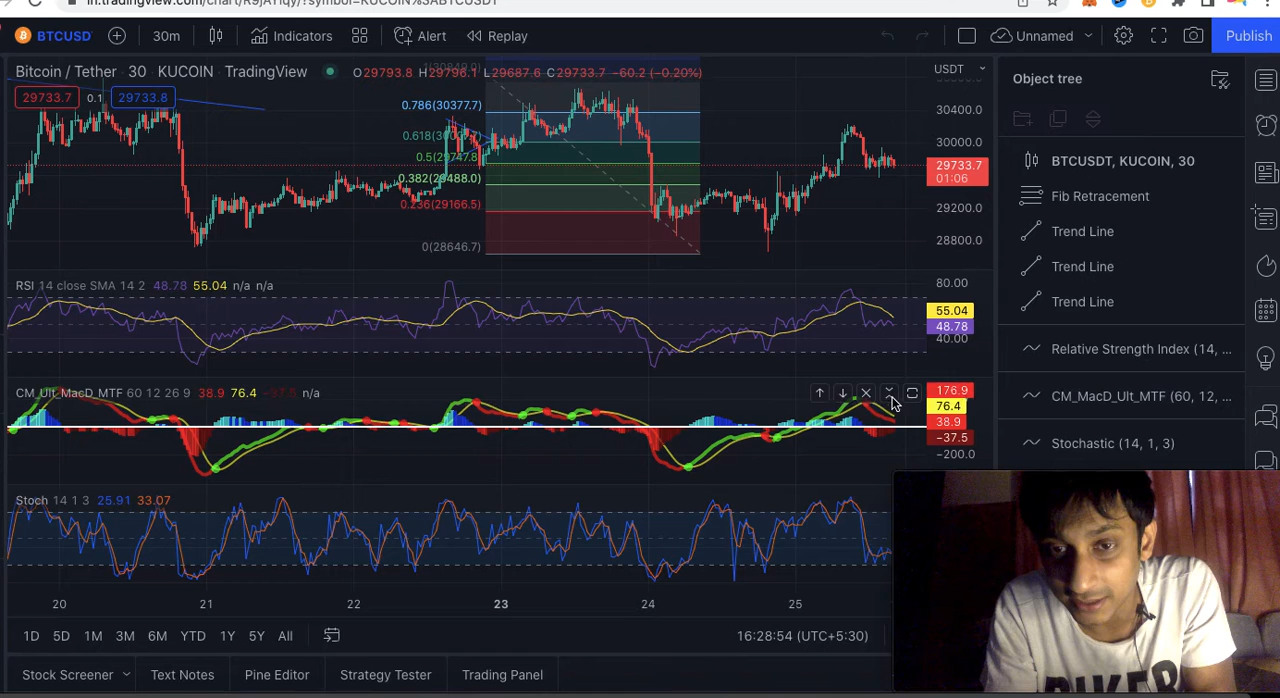 BTCUSD 30m Indicators Alert Replay Unnamed Publish
Bitcoin / Tether · 30 · KUCOIN · TradingView O29793.8 H29796.1 L29687.6 C29733.7 −60.2 (−0.20%)
USDT
29733.7 0.1 29733.8
0.786(30377.7)
0.5(29747.8)
0.382(29488.0)
0.236(29166.5)
0(28646.7)
30400.0
30000.0
29733.7
01:06
29200.0
28800.0
RSI 14 close SMA 14 2 48.78 55.04 n/a n/a
80.00
55.04
48.78
40.00
CM_Ult_MacD_MTF 60 12 26 9 38.9 76.4 −37.5 n/a
176.9
76.4
38.9
−37.5
−200.0
Stoch 14 1 3 25.91 33.07
20 21 22 23 24 25
1D 5D 1M 3M 6M YTD 1Y 5Y All
16:28:54 (UTC+5:30)
Stock Screener Text Notes Pine Editor Strategy Tester Trading Panel
Object tree
BTCUSDT, KUCOIN, 30
Fib Retracement
Trend Line
Trend Line
Trend Line
Relative Strength Index (14, ...
CM_MacD_Ult_MTF (60, 12, ...
Stochastic (14, 1, 3)
BIKER